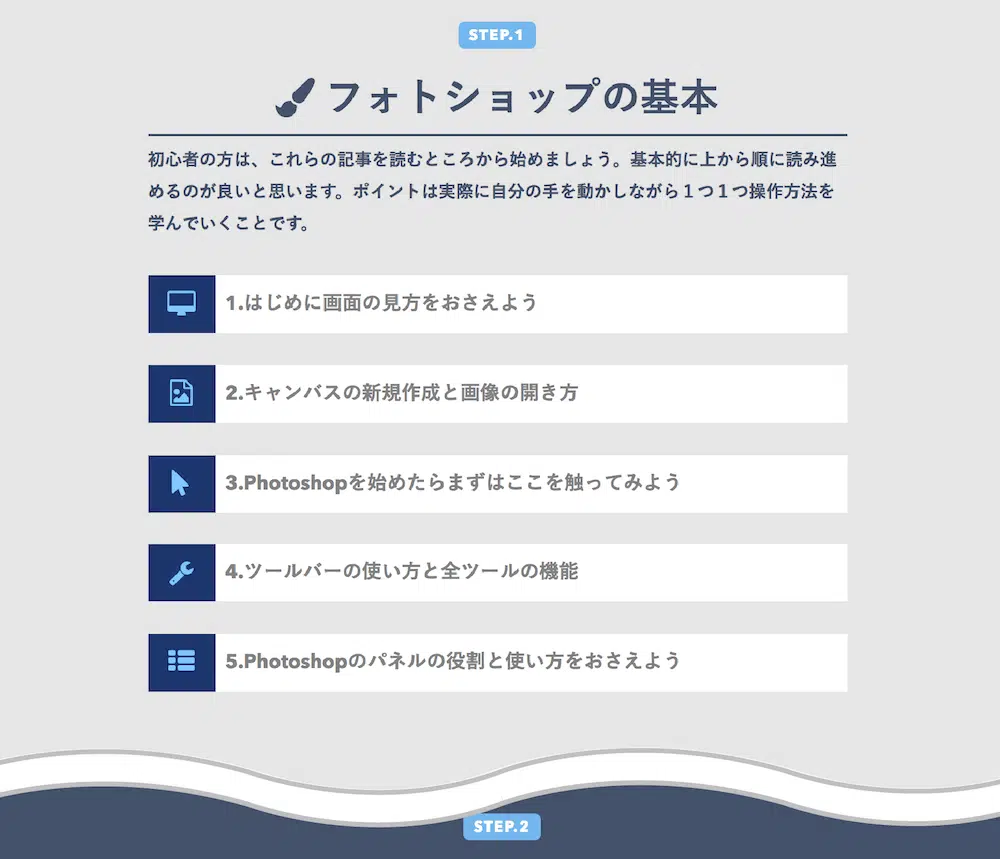 STEP.1
フォトショップの基本
初心者の方は、これらの記事を読むところから始めましょう。基本的に上から順に読み進
めるのが良いと思います。ポイントは実際に自分の手を動かしながら１つ１つ操作方法を
学んでいくことです。
1.はじめに画面の見方をおさえよう
2.キャンバスの新規作成と画像の開き方
3.Photoshopを始めたらまずはここを触ってみよう
4.ツールバーの使い方と全ツールの機能
5.Photoshopのパネルの役割と使い方をおさえよう
STEP.2